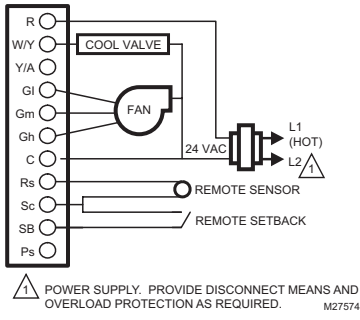 R
W/Y
COOL VALVE
Y/A
Gl
Gm
FAN
Gh
24 VAC
L1
(HOT)
C
L2
1
Rs
REMOTE SENSOR
Sc
REMOTE SETBACK
SB
Ps
1 POWER SUPPLY. PROVIDE DISCONNECT MEANS AND
OVERLOAD PROTECTION AS REQUIRED.
M27574